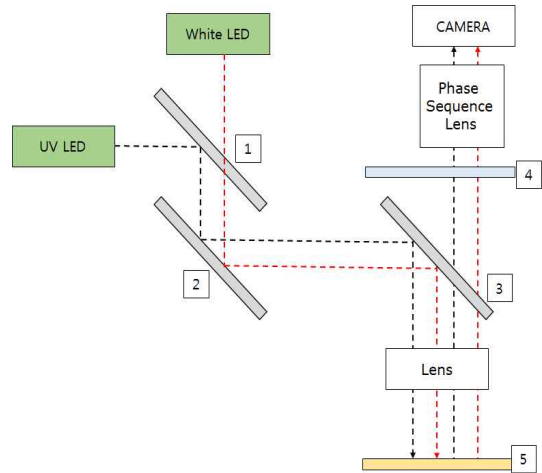 White LED
CAMERA
Phase
Sequence
Lens
UV LED
1
4
2
3
Lens
5